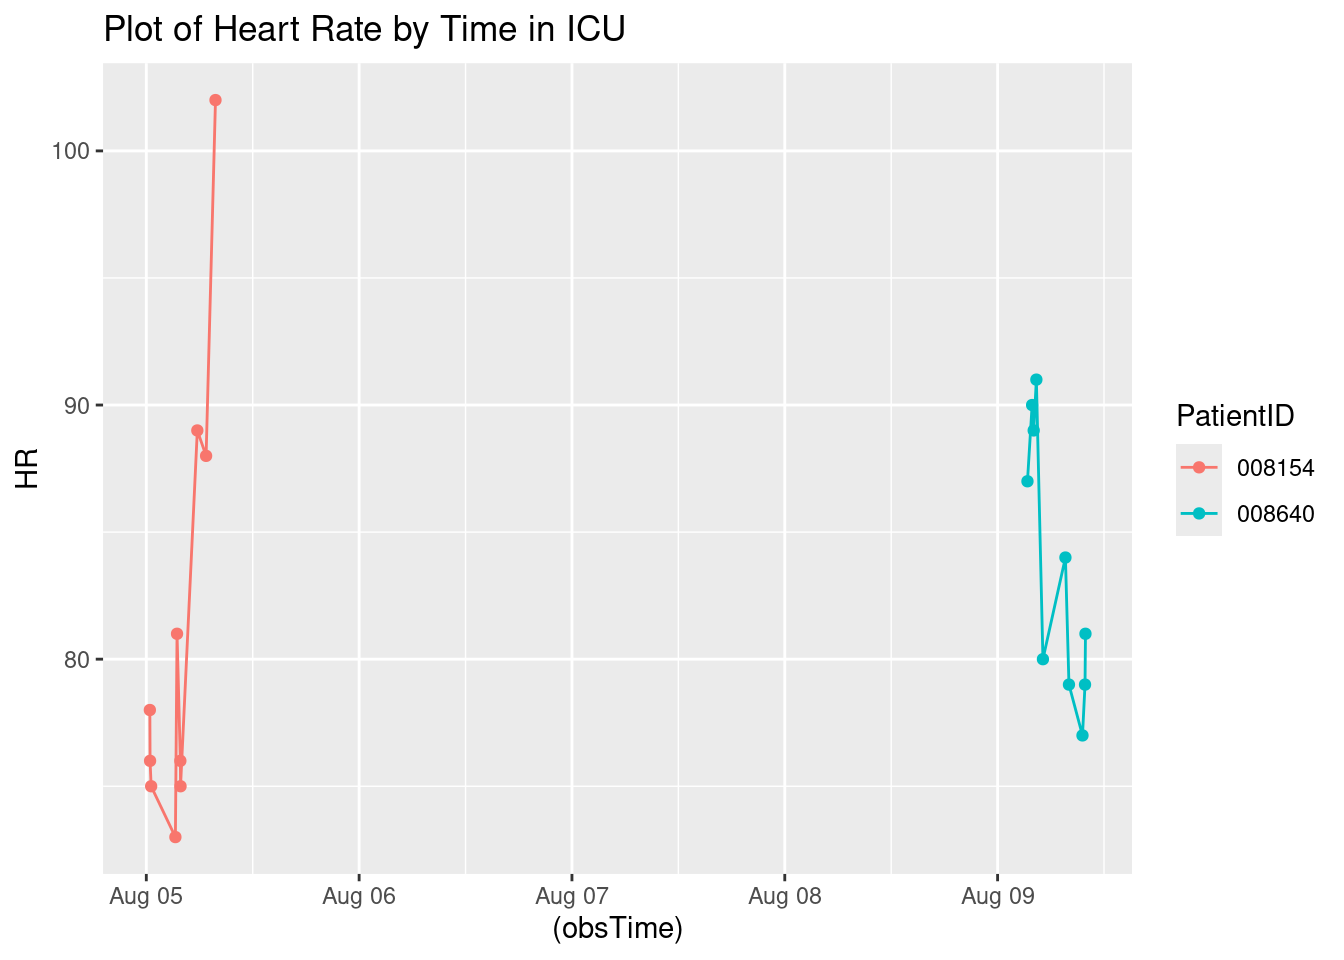 Plot of Heart Rate by Time in ICU
100
90
80
HR
Aug 05 Aug 06 Aug 07 Aug 08 Aug 09
(obsTime)
PatientID
008154
008640